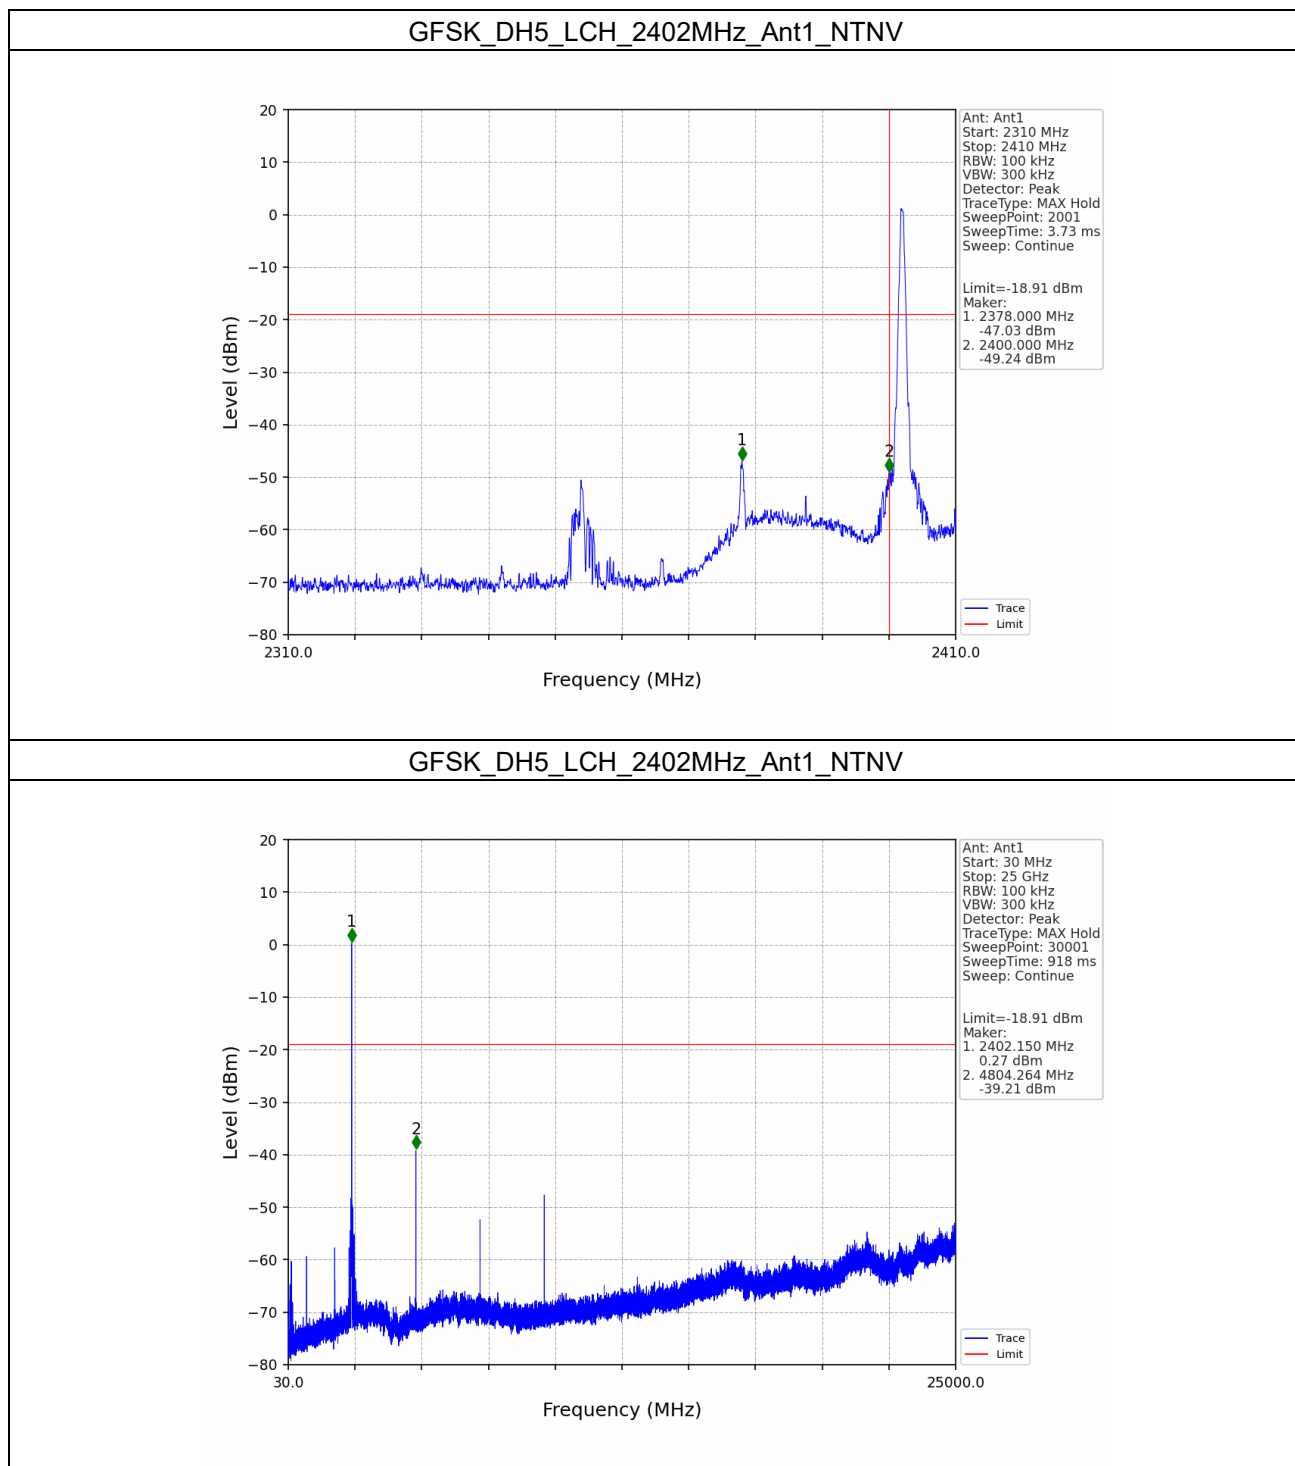 GFSK_DH5_LCH_2402MHz_Ant1_NTNV
20
10
0
−10
−20
−30
−40
−50
−60
−70
−80
Level (dBm)
1
2
2310.0
2410.0
Frequency (MHz)
Ant: Ant1
Start: 2310 MHz
Stop: 2410 MHz
RBW: 100 kHz
VBW: 300 kHz
Detector: Peak
TraceType: MAX Hold
SweepPoint: 2001
SweepTime: 3.73 ms
Sweep: Continue
Limit=-18.91 dBm
Maker:
1. 2378.000 MHz
-47.03 dBm
2. 2400.000 MHz
-49.24 dBm
Trace
Limit
GFSK_DH5_LCH_2402MHz_Ant1_NTNV
20
10
0
−10
−20
−30
−40
−50
−60
−70
−80
Level (dBm)
1
2
30.0
25000.0
Frequency (MHz)
Ant: Ant1
Start: 30 MHz
Stop: 25 GHz
RBW: 100 kHz
VBW: 300 kHz
Detector: Peak
TraceType: MAX Hold
SweepPoint: 30001
SweepTime: 918 ms
Sweep: Continue
Limit=-18.91 dBm
Maker:
1. 2402.150 MHz
0.27 dBm
2. 4804.264 MHz
-39.21 dBm
Trace
Limit